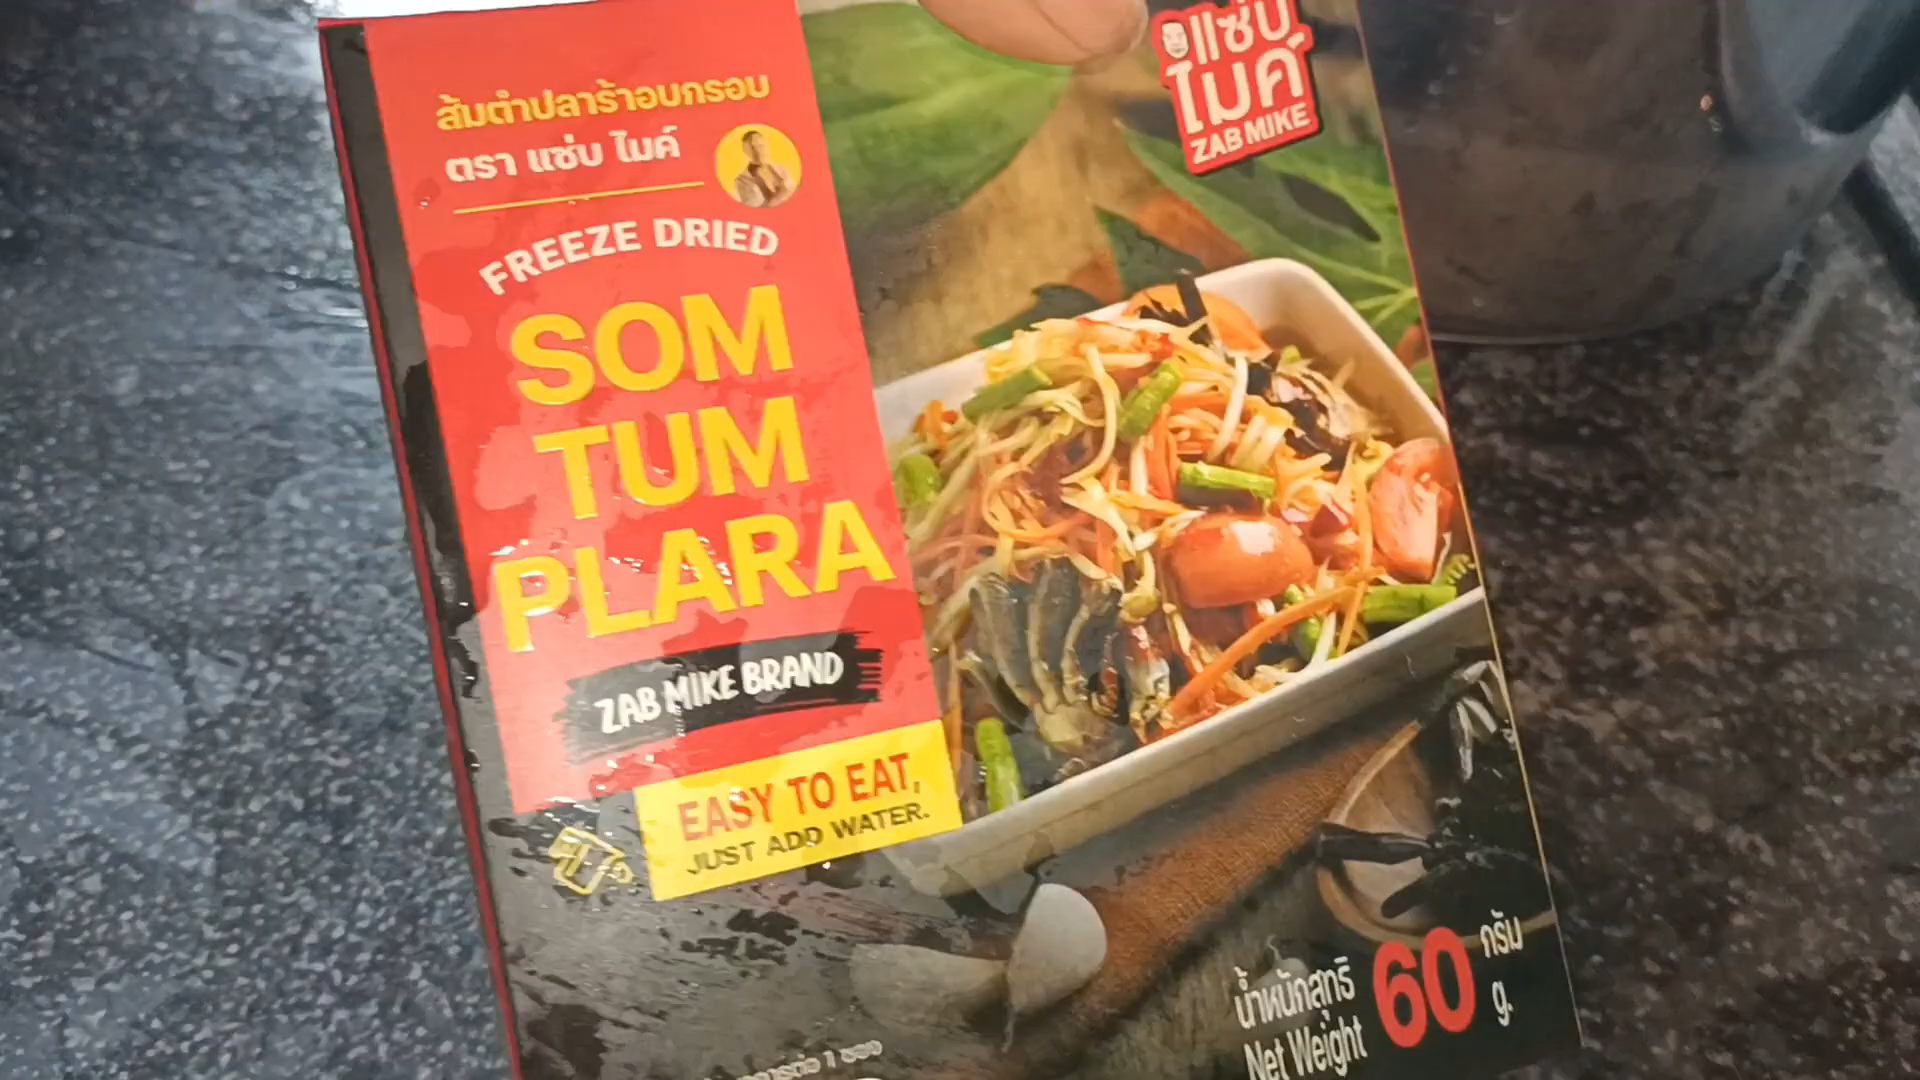 ส้มตำปลาร้าอบกรอบ
ตรา แซ่บ ไมค์
FREEZE DRIED
SOM
TUM
PLARA
ZAB MIKE BRAND
EASY TO EAT,
JUST ADD WATER.
แซ่บ
ไมค์
ZAB MIKE
น้ำหนักสุทธิ 60 กรัม
Net Weight g.